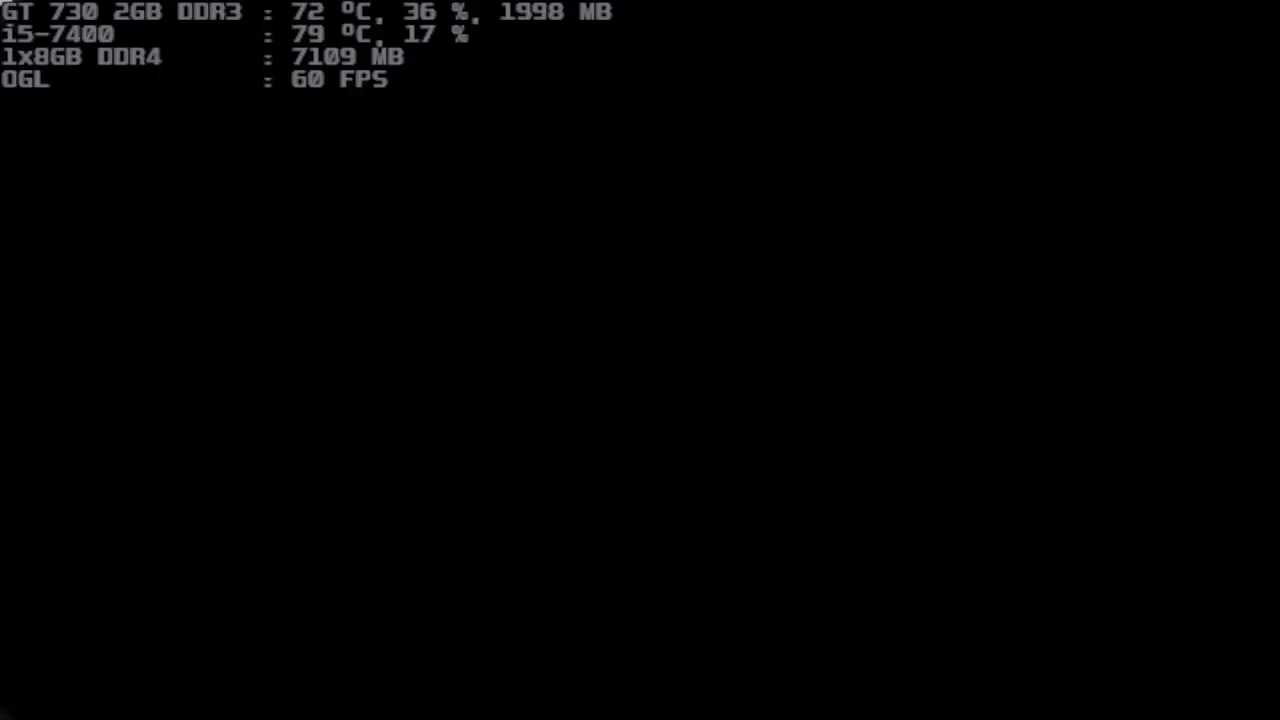 GT 730 2GB DDR3 : 72 ºC, 36 %, 1998 MB
i5-7400 : 79 ºC, 17 %
1x8GB DDR4 : 7109 MB
OGL : 60 FPS